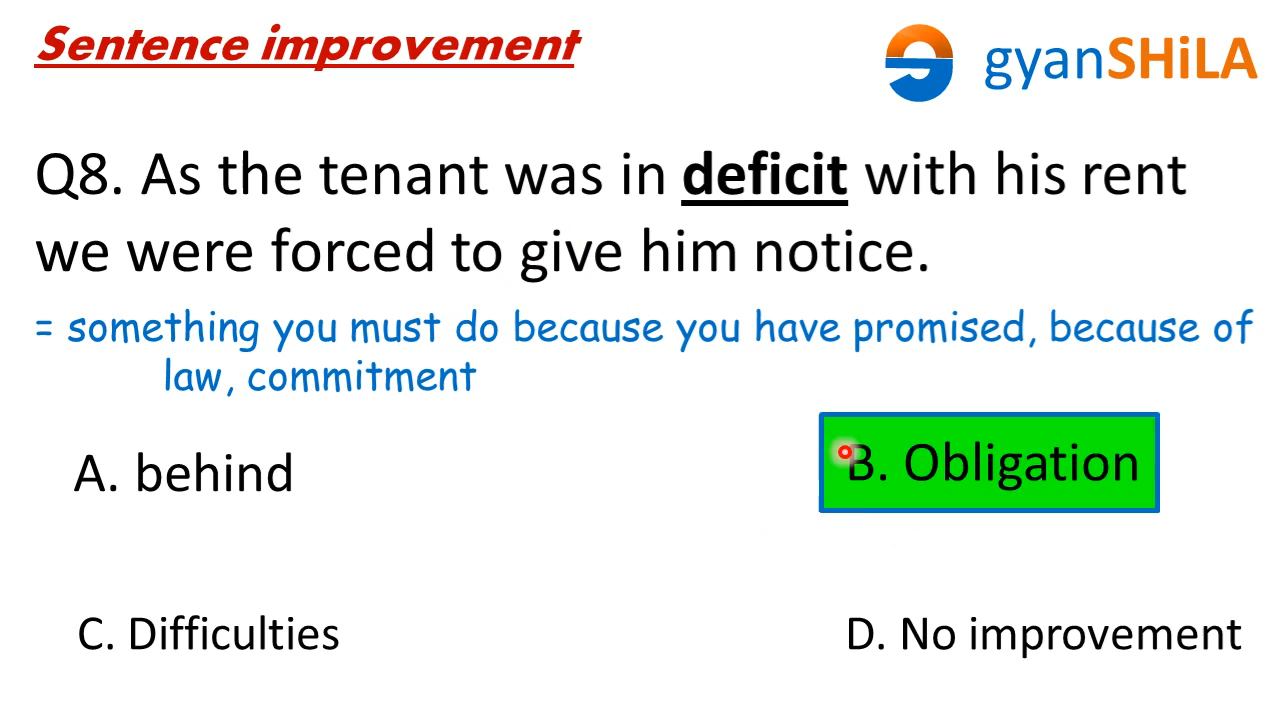 Sentence improvement
gyanSHiLA
Q8. As the tenant was in deficit with his rent
we were forced to give him notice.
= something you must do because you have promised, because of
law, commitment
A. behind
B. Obligation
C. Difficulties
D. No improvement